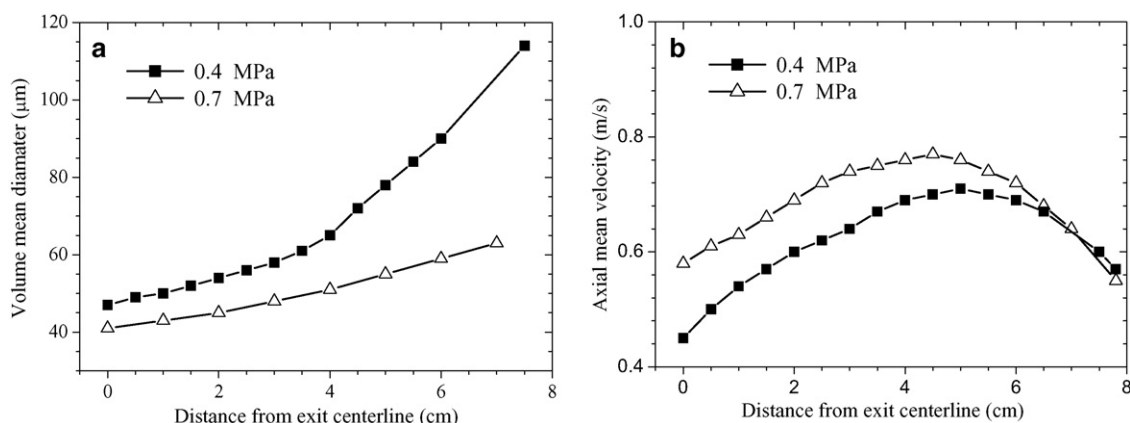 a
0.4 MPa
0.7 MPa
Volume mean diamater (μm)
120
100
80
60
40
0 2 4 6 8
Distance from exit centerline (cm)
b
0.4 MPa
0.7 MPa
Axial mean velocity (m/s)
1.0
0.8
0.6
0.4
0 2 4 6 8
Distance from exit centerline (cm)